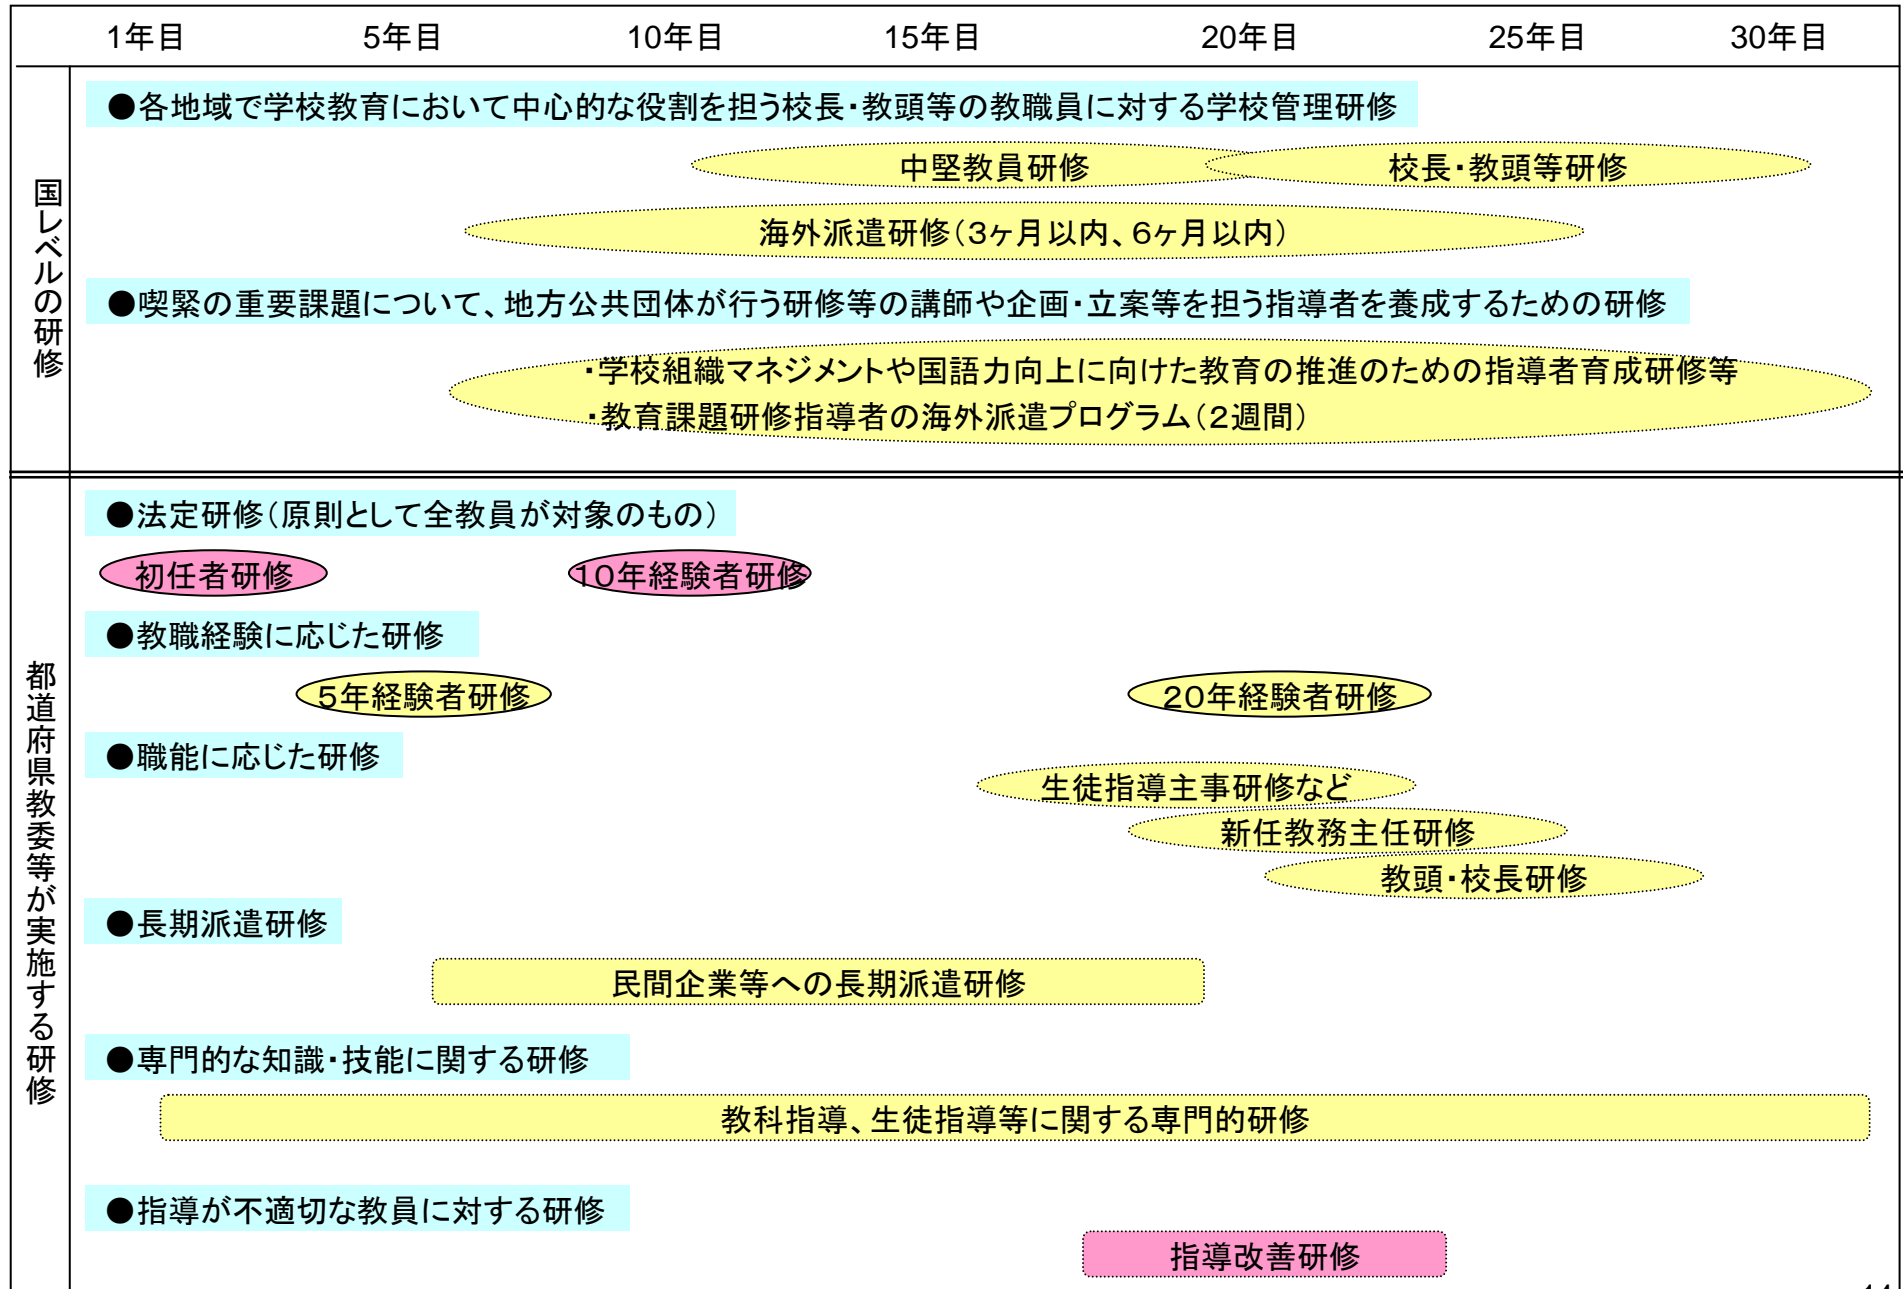 1年目 5年目 10年目 15年目 20年目 25年目 30年目
国レベルの研修
●各地域で学校教育において中心的な役割を担う校長・教頭等の教職員に対する学校管理研修
中堅教員研修 校長・教頭等研修
海外派遣研修（３ヶ月以内、６ヶ月以内）
●喫緊の重要課題について、地方公共団体が行う研修等の講師や企画・立案等を担う指導者を養成するための研修
・学校組織マネジメントや国語力向上に向けた教育の推進のための指導者育成研修等
・教育課題研修指導者の海外派遣プログラム（２週間）
都道府県教委等が実施する研修
●法定研修（原則として全教員が対象のもの）
初任者研修 １０年経験者研修
●教職経験に応じた研修
５年経験者研修 ２０年経験者研修
●職能に応じた研修
生徒指導主事研修など
新任教務主任研修
教頭・校長研修
●長期派遣研修
民間企業等への長期派遣研修
●専門的な知識・技能に関する研修
教科指導、生徒指導等に関する専門的研修
●指導が不適切な教員に対する研修
指導改善研修